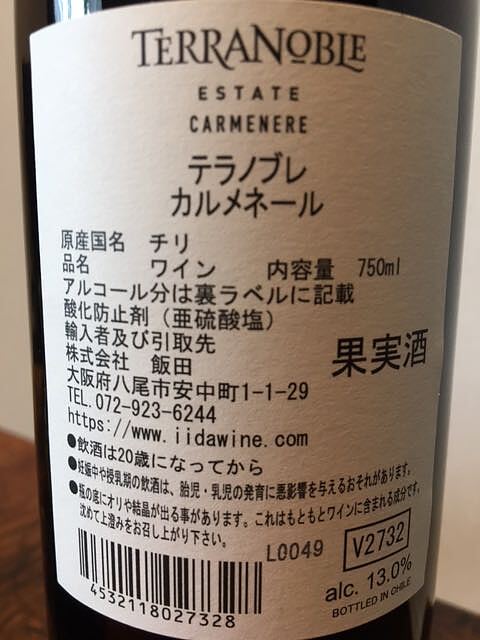 TERRANOBLE
ESTATE
CARMENERE
テラノブレ
カルメネール
原産国名　チリ
品名　　　ワイン　　内容量　750ml
アルコール分は裏ラベルに記載
酸化防止剤（亜硫酸塩）
輸入者及び引取先
株式会社　飯田
果実酒
大阪府八尾市安中町1-1-29
TEL.072-923-6244
https://www.iidawine.com
●飲酒は20歳になってから
●妊娠中や授乳期の飲酒は、胎児・乳児の発育に悪影響を与えるおそれがあります。
●瓶の底にオリや結晶が出る事があります。これはもともとワインに含まれる成分です。
沈めて上澄みをお召し上がり下さい。
L0049
V2732
4532118027328
alc. 13.0%
BOTTLED IN CHILE